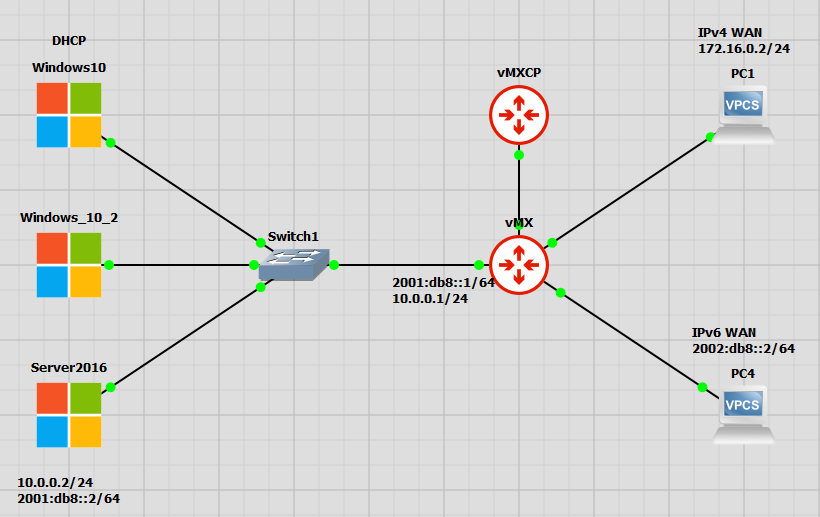 DHCP
Windows10
IPv4 WAN
172.16.0.2/24
PC1
VPCS
vMXCP
Windows_10_2
Switch1
vMX
2001:db8::1/64
10.0.0.1/24
Server2016
10.0.0.2/24
2001:db8::2/64
IPv6 WAN
2002:db8::2/64
PC4
VPCS